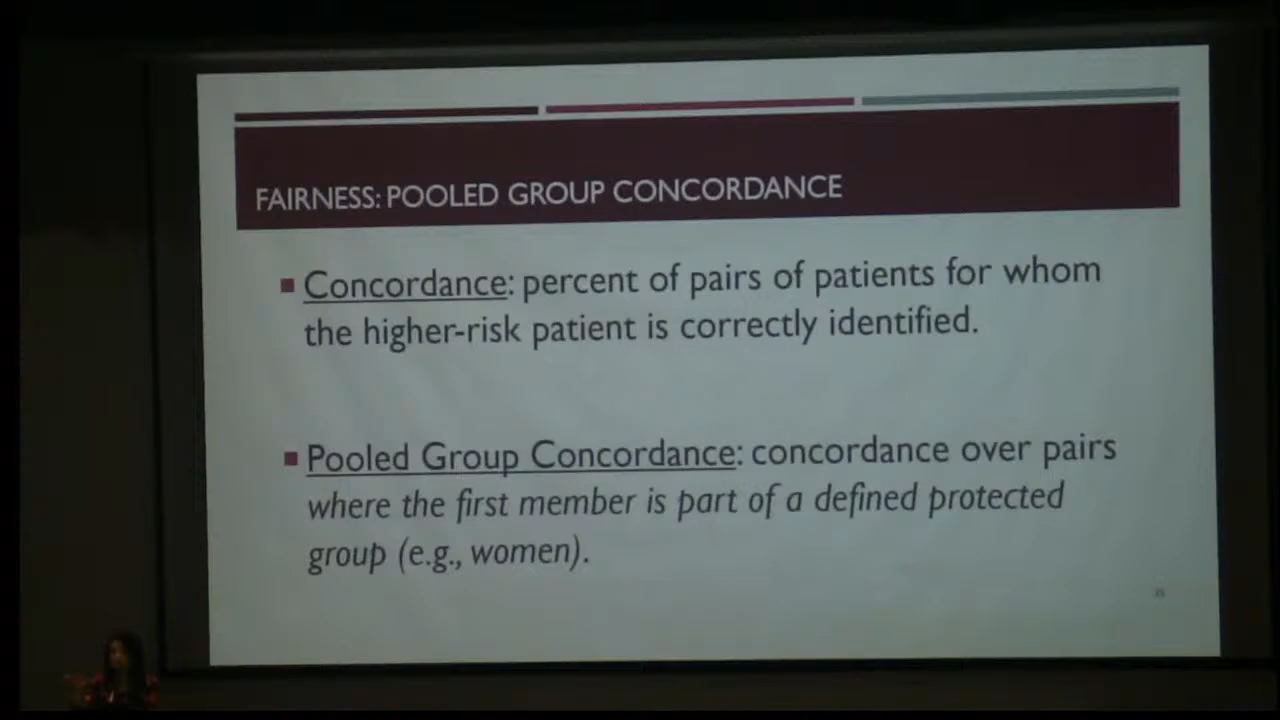 FAIRNESS: POOLED GROUP CONCORDANCE
Concordance: percent of pairs of patients for whom
the higher-risk patient is correctly identified.
Pooled Group Concordance: concordance over pairs
where the first member is part of a defined protected
group (e.g., women).